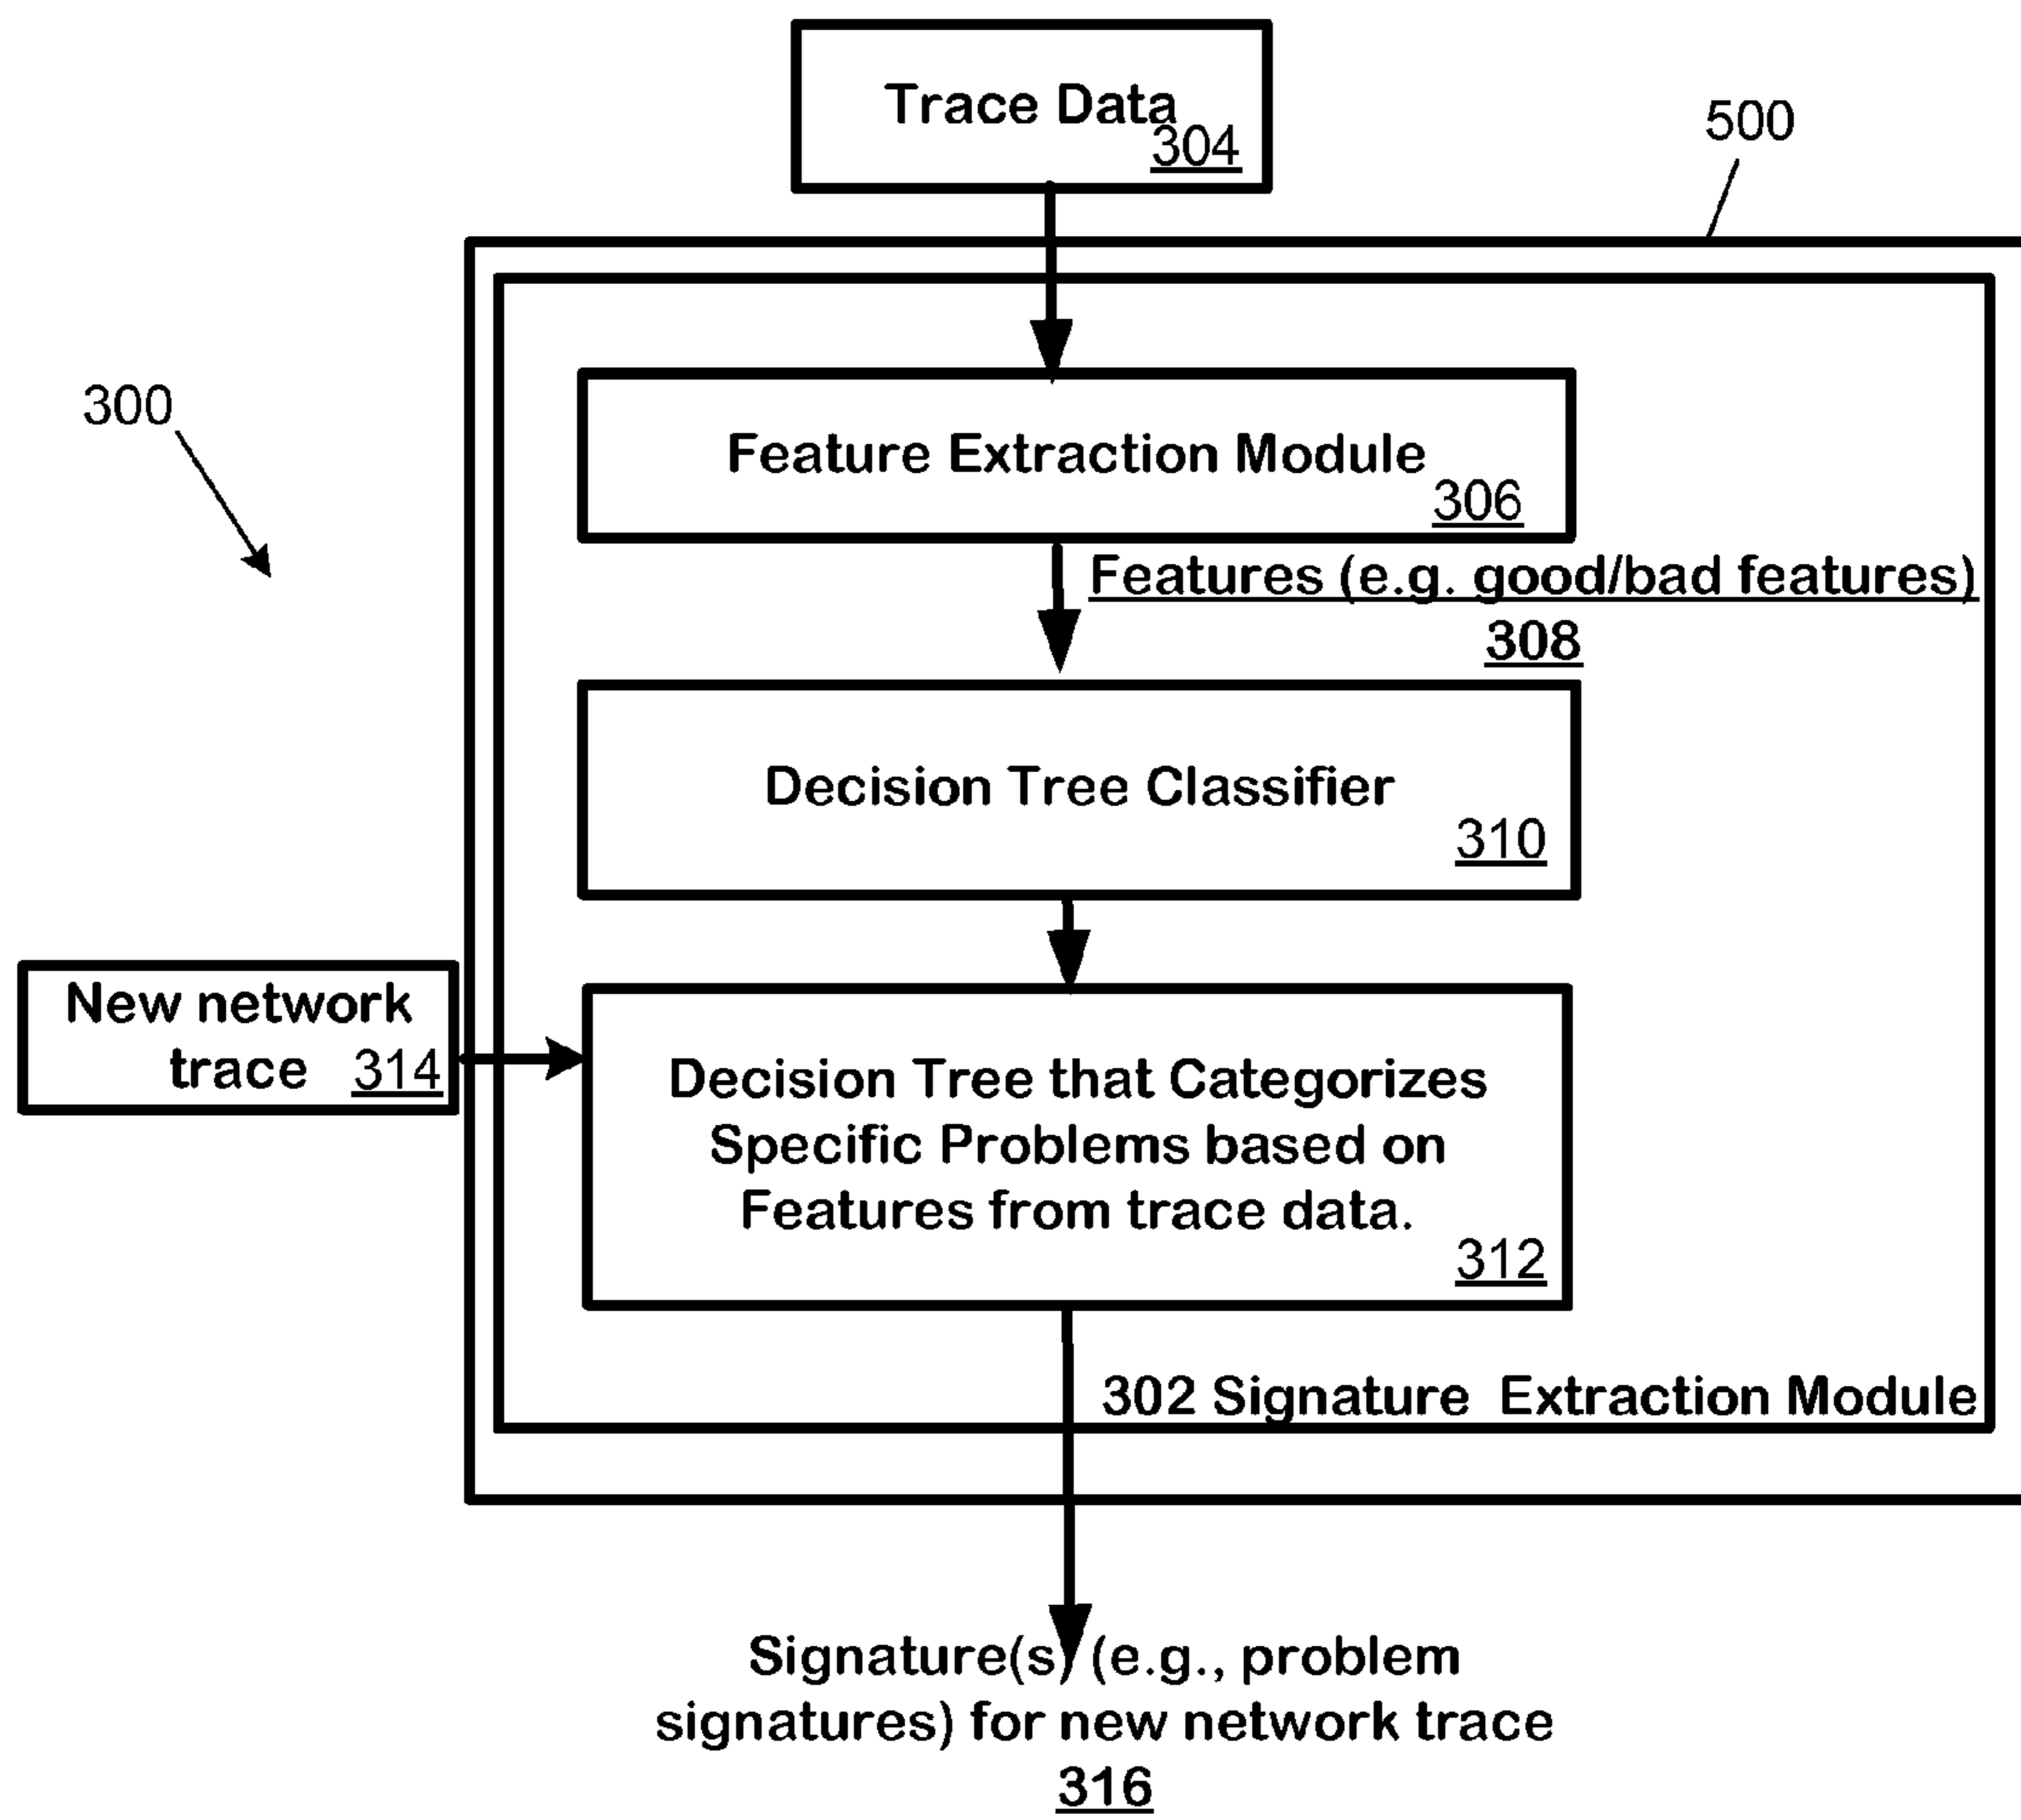 Trace Data
304
500
300
Feature Extraction Module
306
Features (e.g. good/bad features)
308
Decision Tree Classifier
310
New network
trace 314
Decision Tree that Categorizes
Specific Problems based on
Features from trace data.
312
302 Signature Extraction Module
Signature(s) (e.g., problem
signatures) for new network trace
316